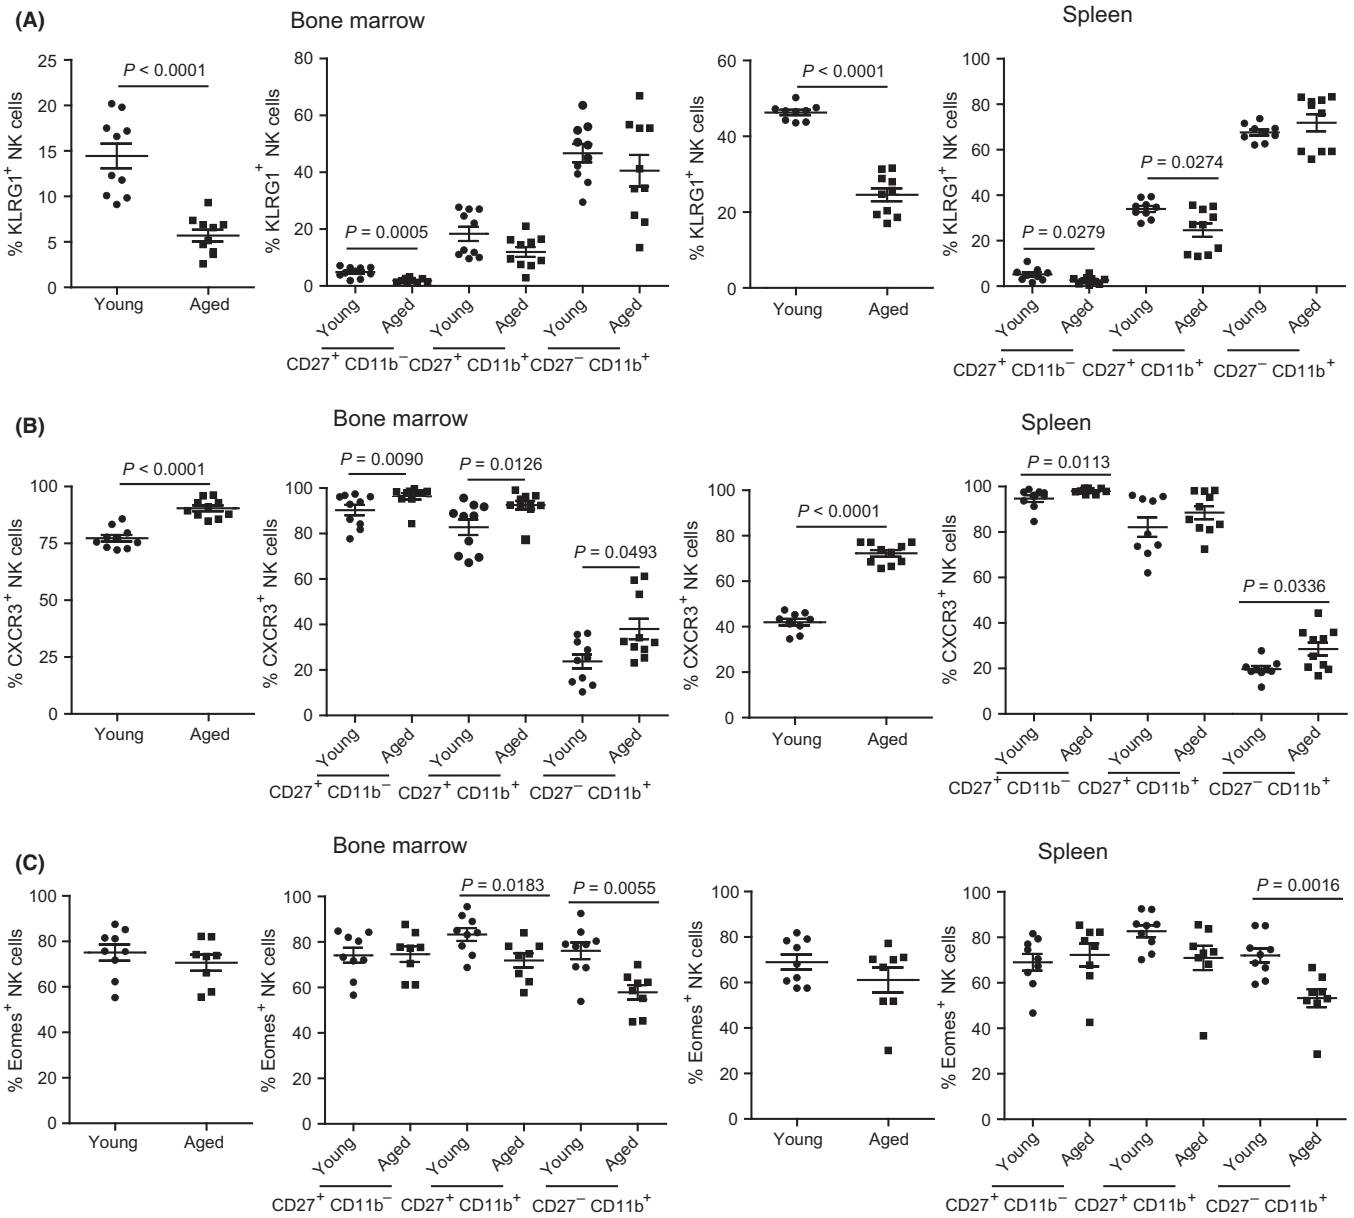 (A)
Bone marrow
Spleen
% KLRG1+ NK cells
25
20
15
10
5
0
P < 0.0001
Young Aged
% KLRG1+ NK cells
80
60
40
20
0
P = 0.0005
Young Aged Young Aged Young Aged
CD27+ CD11b− CD27+ CD11b+ CD27− CD11b+
% KLRG1+ NK cells
60
40
20
0
P < 0.0001
Young Aged
% KLRG1+ NK cells
100
80
60
40
20
0
P = 0.0279
P = 0.0274
Young Aged Young Aged Young Aged
CD27+ CD11b− CD27+ CD11b+ CD27− CD11b+
(B)
Bone marrow
Spleen
% CXCR3+ NK cells
100
75
50
25
0
P < 0.0001
Young Aged
% CXCR3+ NK cells
100
80
60
40
20
0
P = 0.0090
P = 0.0126
P = 0.0493
Young Aged Young Aged Young Aged
CD27+ CD11b− CD27+ CD11b+ CD27− CD11b+
% CXCR3+ NK cells
100
80
60
40
20
0
P < 0.0001
Young Aged
% CXCR3+ NK cells
100
80
60
40
20
0
P = 0.0113
P = 0.0336
Young Aged Young Aged Young Aged
CD27+ CD11b− CD27+ CD11b+ CD27− CD11b+
(C)
Bone marrow
Spleen
% Eomes+ NK cells
100
80
60
40
20
0
Young Aged
% Eomes+ NK cells
100
80
60
40
20
0
P = 0.0183
P = 0.0055
Young Aged Young Aged Young Aged
CD27+ CD11b− CD27+ CD11b+ CD27− CD11b+
% Eomes+ NK cells
100
80
60
40
20
0
Young Aged
% Eomes+ NK cells
100
80
60
40
20
0
P = 0.0016
Young Aged Young Aged Young Aged
CD27+ CD11b− CD27+ CD11b+ CD27− CD11b+